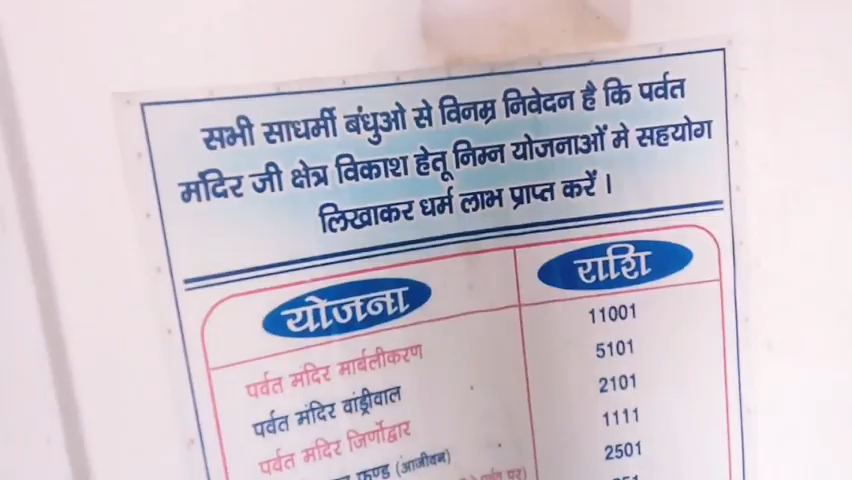 सभी साधर्मी बंधुओ से विनम्र निवेदन है कि पर्वत
मंदिर जी क्षेत्र विकाश हेतू निम्न योजनाओं मे सहयोग
लिखाकर धर्म लाभ प्राप्त करें ।
योजना राशि
पर्वत मंदिर मार्बलीकरण 11001
पर्वत मंदिर वांड्रीवाल 5101
पर्वत मंदिर जिर्णोद्वार 2101
फण्ड (आजीवन) 1111
2501